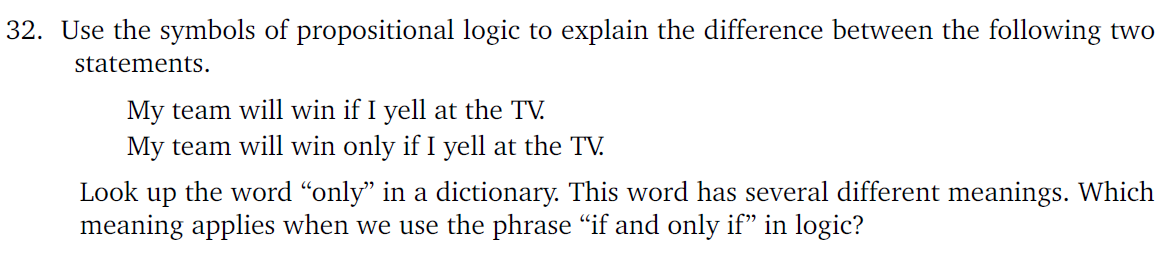 32. Use the symbols of propositional logic to explain the difference between the following two
statements.
My team will win if I yell at the TV.
My team will win only if I yell at the TV.
Look up the word “only” in a dictionary. This word has several different meanings. Which
meaning applies when we use the phrase “if and only if” in logic?